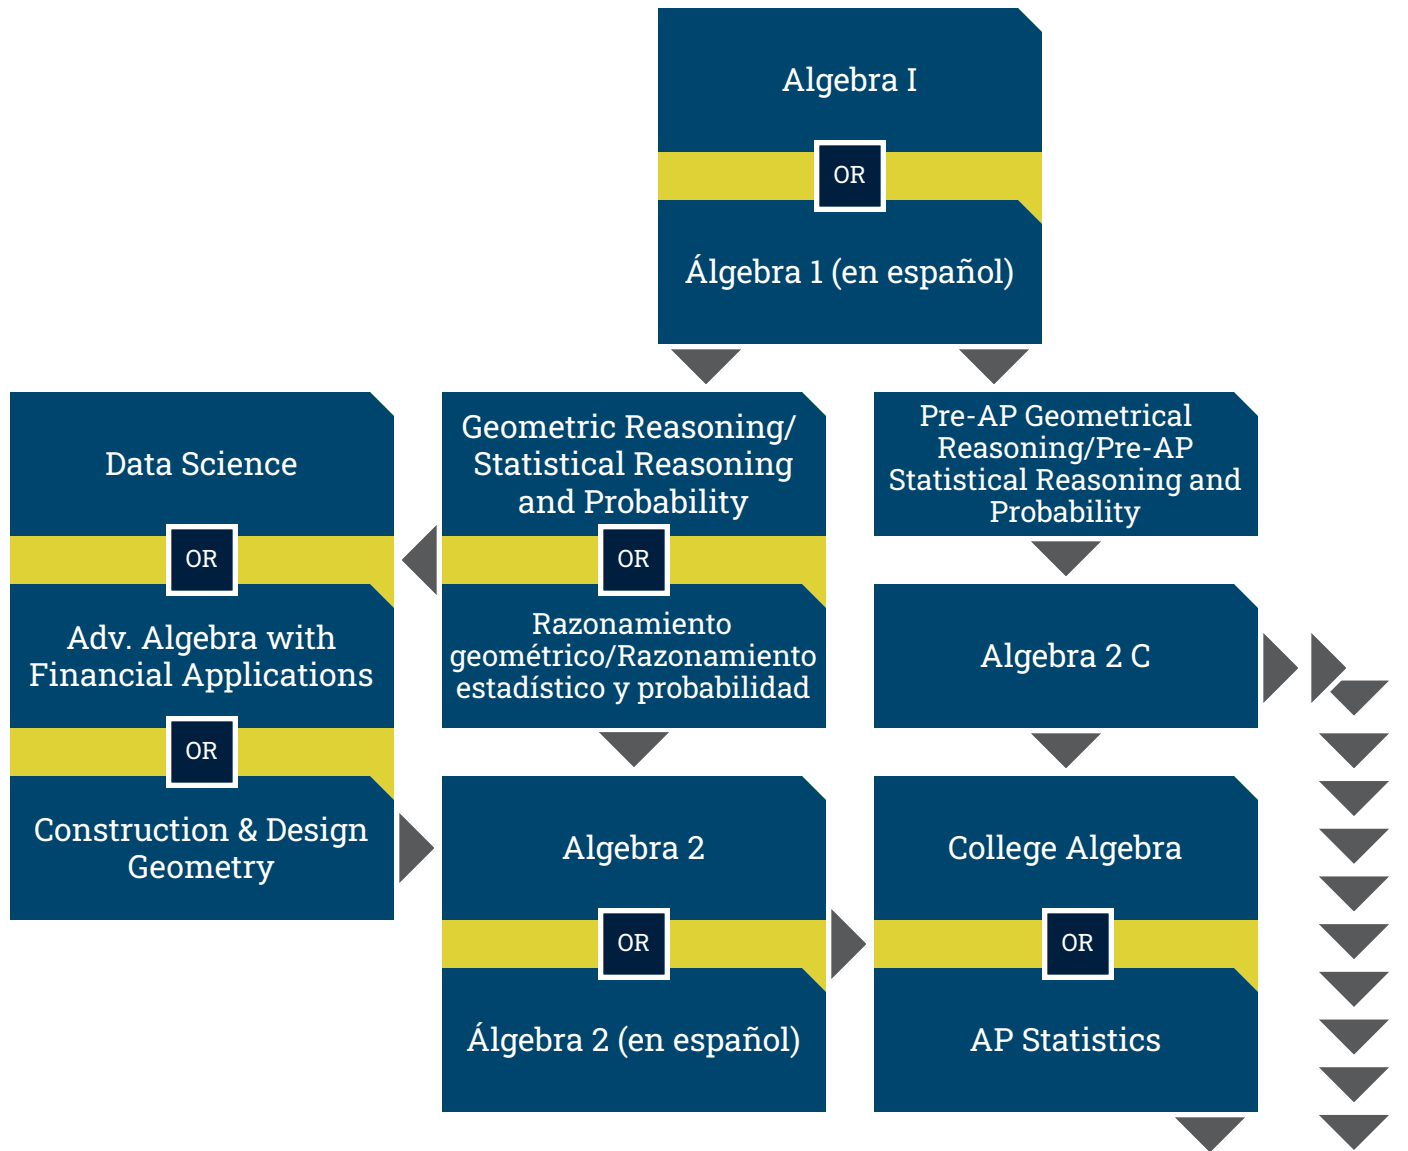 Algebra I
OR
Álgebra 1 (en español)
Data Science
OR
Adv. Algebra with
Financial Applications
OR
Construction & Design
Geometry
Geometric Reasoning/
Statistical Reasoning
and Probability
OR
Razonamiento
geométrico/Razonamiento
estadístico y probabilidad
Pre-AP Geometrical
Reasoning/Pre-AP
Statistical Reasoning and
Probability
Algebra 2 C
Algebra 2
OR
Álgebra 2 (en español)
College Algebra
OR
AP Statistics